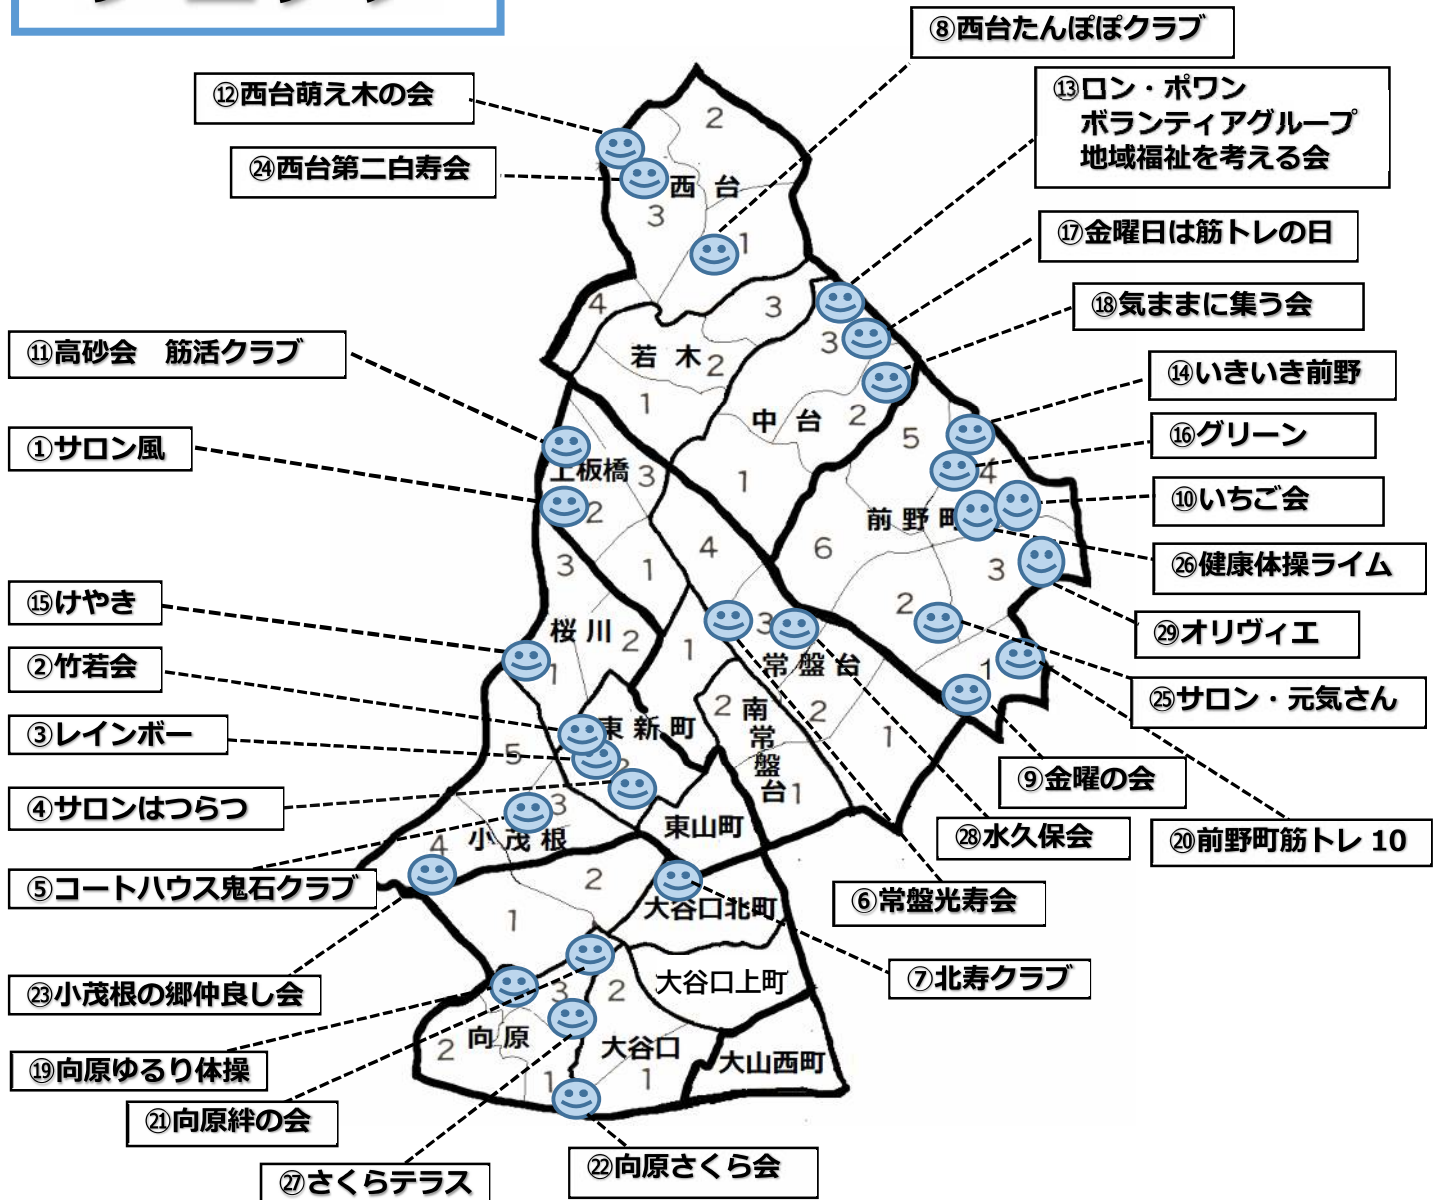 ⑧西台たんぽぽクラブ
⑫西台萌え木の会
⑬ロン・ポワン
ボランティアグループ
地域福祉を考える会
㉔西台第二白寿会
⑰金曜日は筋トレの日
⑱気ままに集う会
⑪高砂会　筋活クラブ
⑭いきいき前野
①サロン風
⑯グリーン
⑩いちご会
㉖健康体操ライム
⑮けやき
㉙オリヴィエ
②竹若会
㉕サロン・元気さん
③レインボー
⑨金曜の会
④サロンはつらつ
㉘水久保会
⑳前野町筋トレ 10
⑤コートハウス鬼石クラブ
⑥常盤光寿会
㉓小茂根の郷仲良し会
⑦北寿クラブ
⑲向原ゆるり体操
㉑向原絆の会
㉗さくらテラス
㉒向原さくら会
2
西 台
3
1
4
3
若 木
2
1
3
中 台
2
1
5
4
前 野 町
6
3
2
1
上板橋
3
2
1
4
3
桜 川
2
1
1
3
常 盤 台
2
1
2
南
常
盤
台
1
東 新 町
2
5
3
小 茂 根
4
東山町
2
1
大谷口北町
大谷口上町
3
2
向 原
2
1
大谷口
1
大山西町